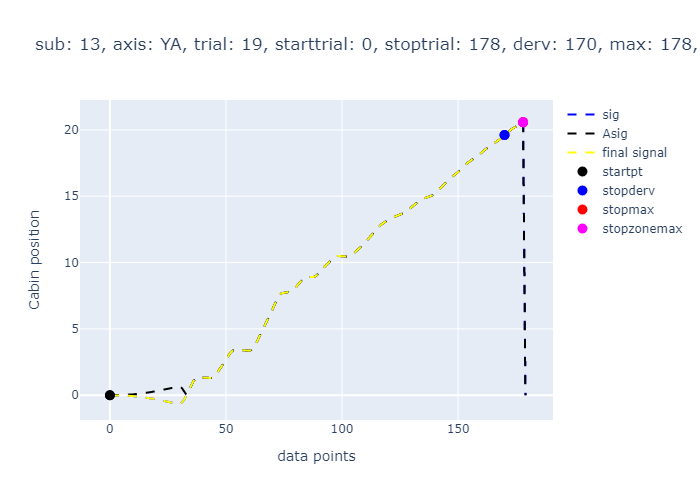 sub: 13, axis: YA, trial: 19, starttrial: 0, stoptrial: 178, derv: 170, max: 178,
20
15
10
5
0
Cabin position
0
50
100
150
data points
sig
Asig
final signal
startpt
stopderv
stopmax
stopzonemax